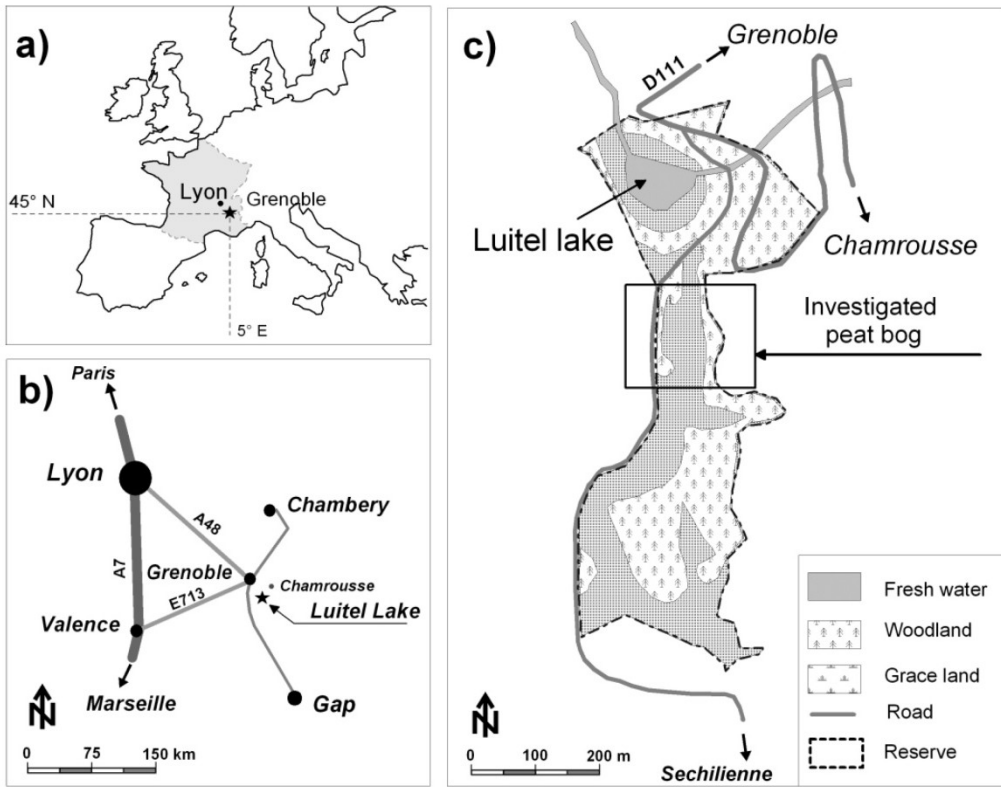 a)
Lyon
Grenoble
45° N
5° E
b)
Paris
Lyon
Chambery
A48
A7
Grenoble
Chamrousse
E713
Luitel Lake
Valence
Marseille
Gap
N
0 75 150 km
c)
Grenoble
D111
Luitel lake
Chamrousse
Investigated
peat bog
Fresh water
Woodland
Grace land
Road
Reserve
N
0 100 200 m
Sechilienne